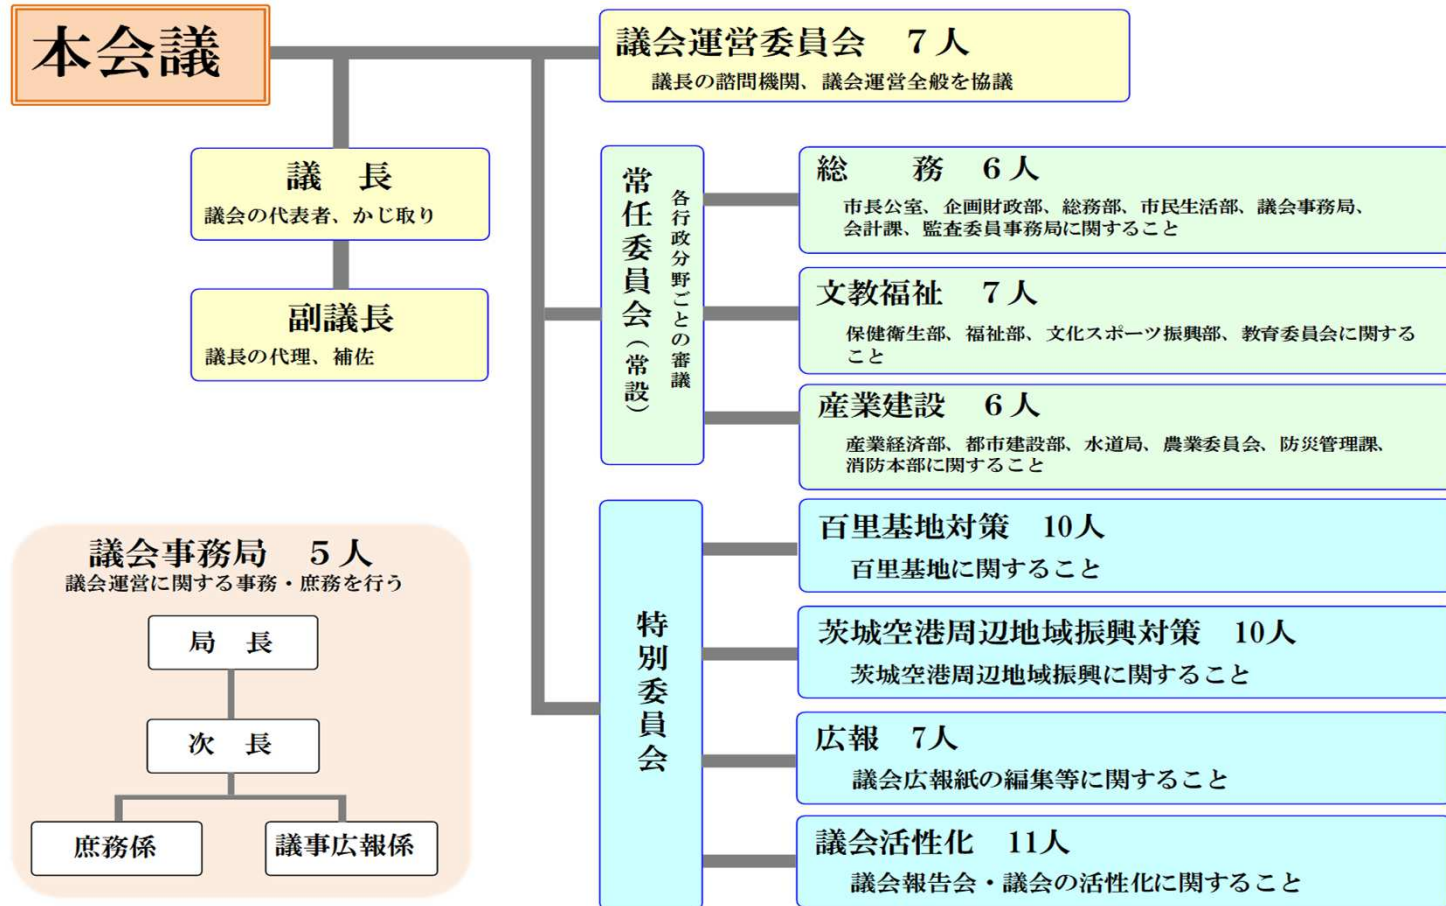 本会議
議会運営委員会　７人
議長の諮問機関、議会運営全般を協議
議　長
議会の代表者、かじ取り
副議長
議長の代理、補佐
常任委員会（常設）
各行政分野ごとの審議
総　　務　６人
市長公室、企画財政部、総務部、市民生活部、議会事務局、
会計課、監査委員事務局に関すること
文教福祉　７人
保健衛生部、福祉部、文化スポーツ振興部、教育委員会に関する
こと
産業建設　６人
産業経済部、都市建設部、水道局、農業委員会、防災管理課、
消防本部に関すること
特別委員会
百里基地対策　10人
百里基地に関すること
茨城空港周辺地域振興対策　10人
茨城空港周辺地域振興に関すること
広報　7人
議会広報紙の編集等に関すること
議会活性化　11人
議会報告会・議会の活性化に関すること
議会事務局　５人
議会運営に関する事務・庶務を行う
局　長
次　長
庶務係
議事広報係